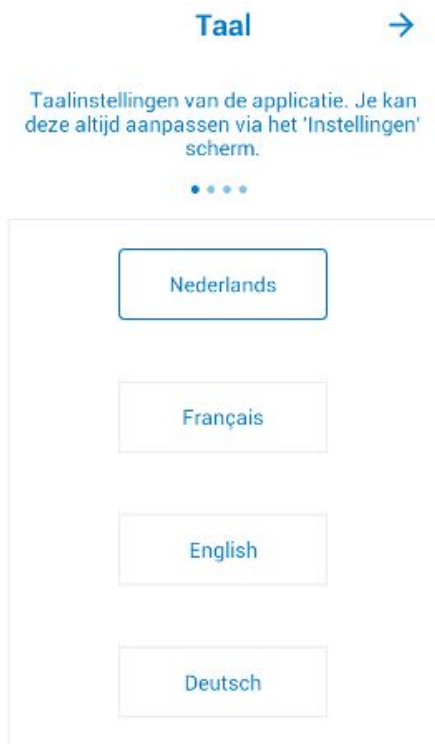 Taal
Taalinstellingen van de applicatie. Je kan
deze altijd aanpassen via het 'Instellingen'
scherm.
Nederlands
Français
English
Deutsch